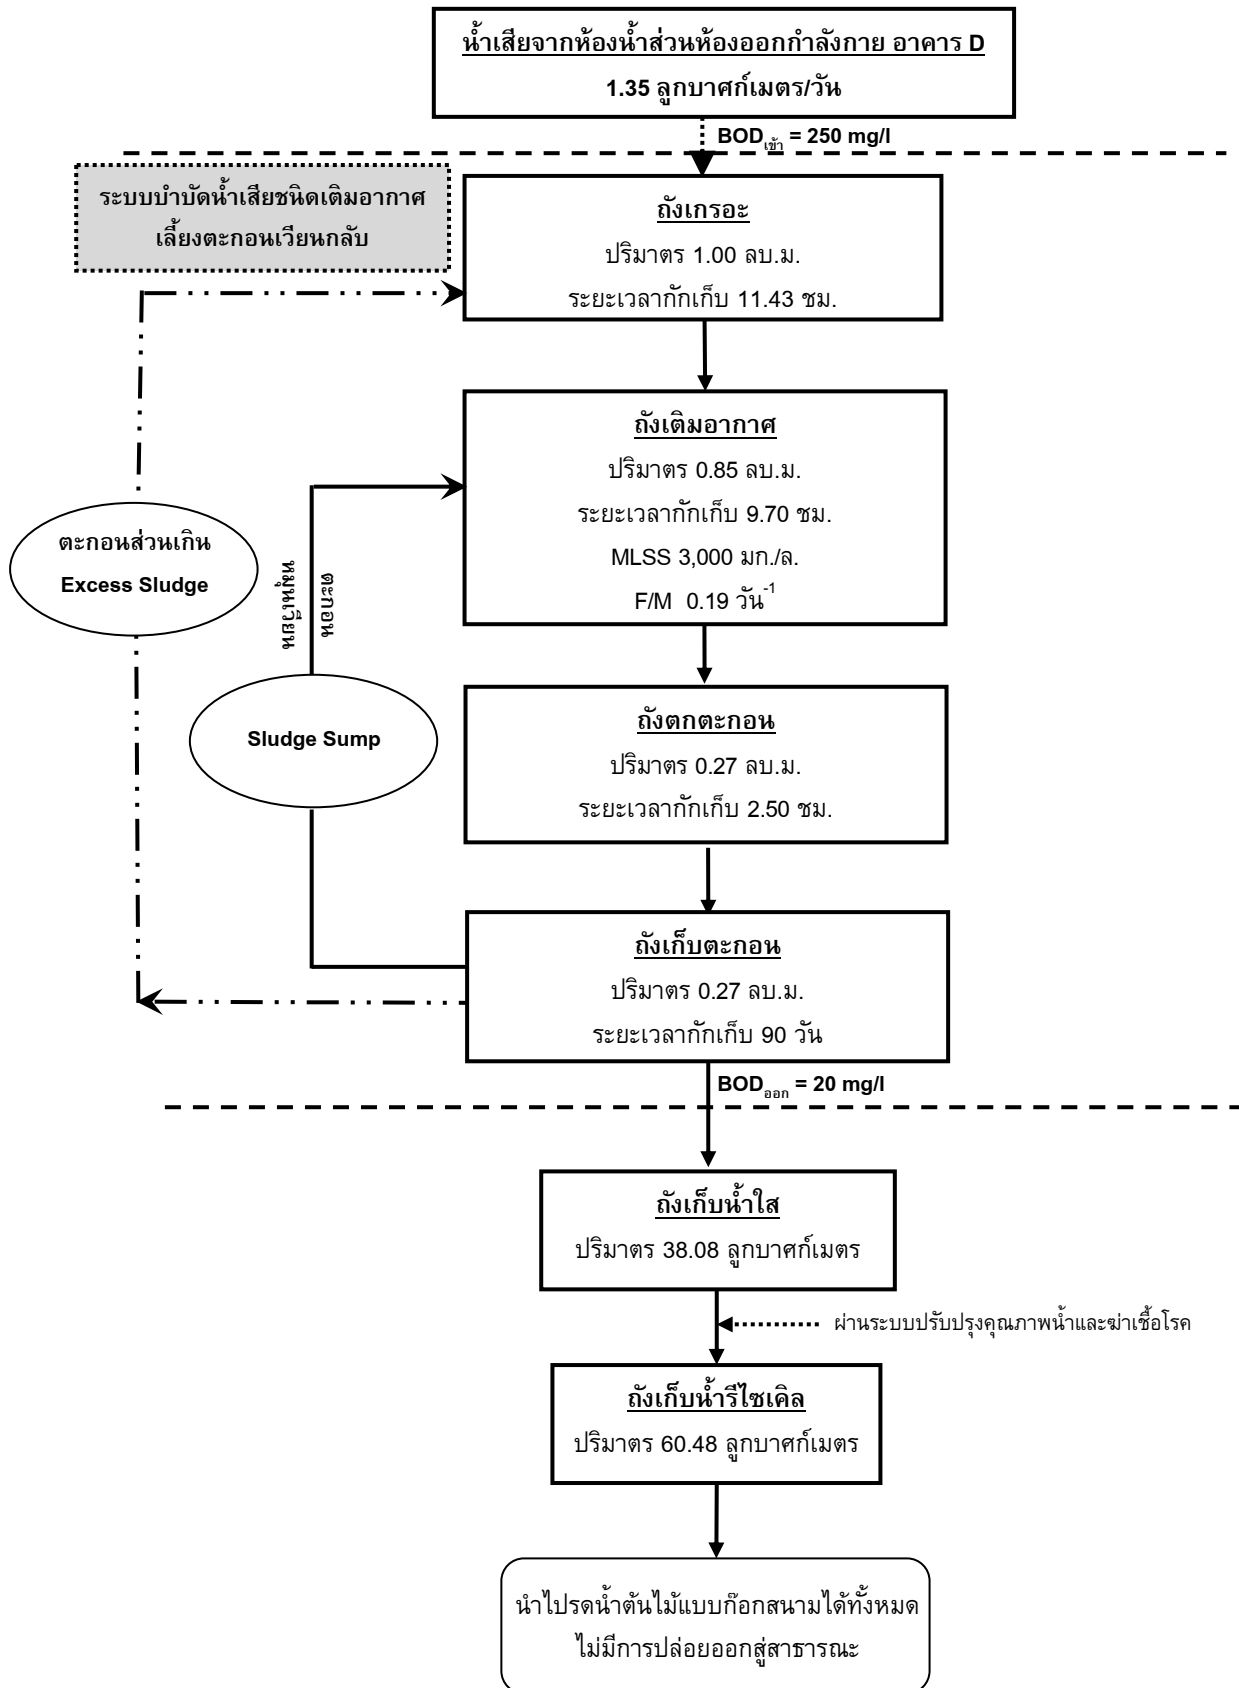 น้ำเสียจากห้องน้ำส่วนห้องออกกำลังกาย อาคาร D
1.35 ลูกบาศก์เมตร/วัน
BODเข้า = 250 mg/l
ระบบบำบัดน้ำเสียชนิดเติมอากาศ
เลี้ยงตะกอนเวียนกลับ
ถังเกรอะ
ปริมาตร 1.00 ลบ.ม.
ระยะเวลากักเก็บ 11.43 ชม.
ถังเติมอากาศ
ปริมาตร 0.85 ลบ.ม.
ระยะเวลากักเก็บ 9.70 ชม.
MLSS 3,000 มก./ล.
F/M 0.19 วัน-1
ตะกอนส่วนเกิน
Excess Sludge
ตะกอน
หมุนเวียน
Sludge Sump
ถังตกตะกอน
ปริมาตร 0.27 ลบ.ม.
ระยะเวลากักเก็บ 2.50 ชม.
ถังเก็บตะกอน
ปริมาตร 0.27 ลบ.ม.
ระยะเวลากักเก็บ 90 วัน
BODออก = 20 mg/l
ถังเก็บน้ำใส
ปริมาตร 38.08 ลูกบาศก์เมตร
ผ่านระบบปรับปรุงคุณภาพน้ำและฆ่าเชื้อโรค
ถังเก็บน้ำรีไซเคิล
ปริมาตร 60.48 ลูกบาศก์เมตร
นำไปรดน้ำต้นไม้แบบก๊อกสนามได้ทั้งหมด
ไม่มีการปล่อยออกสู่สาธารณะ